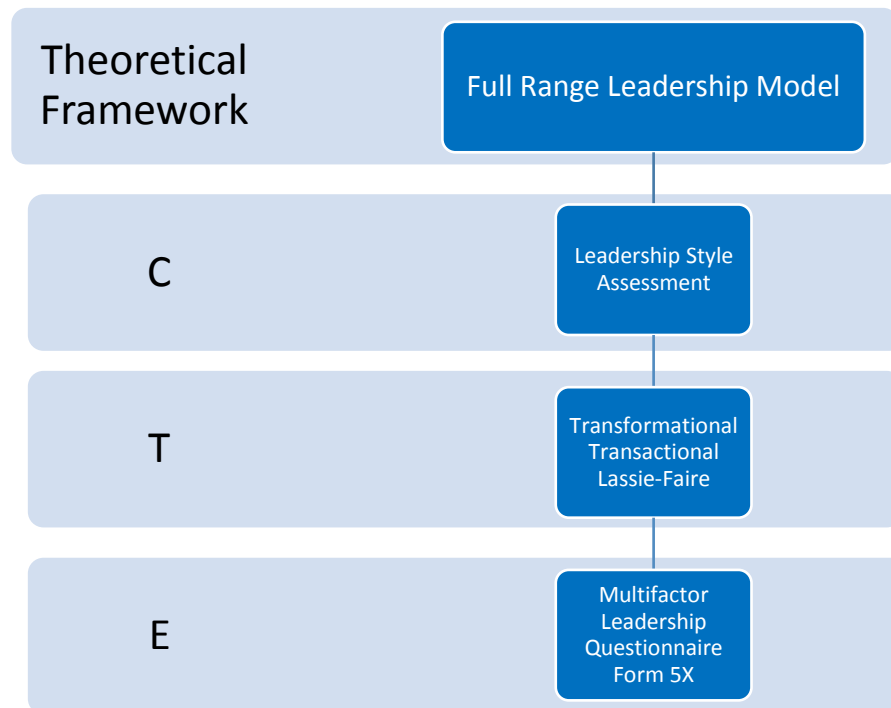 Theoretical
Framework
Full Range Leadership Model
C
Leadership Style
Assessment
T
Transformational
Transactional
Lassie-Faire
E
Multifactor
Leadership
Questionnaire
Form 5X